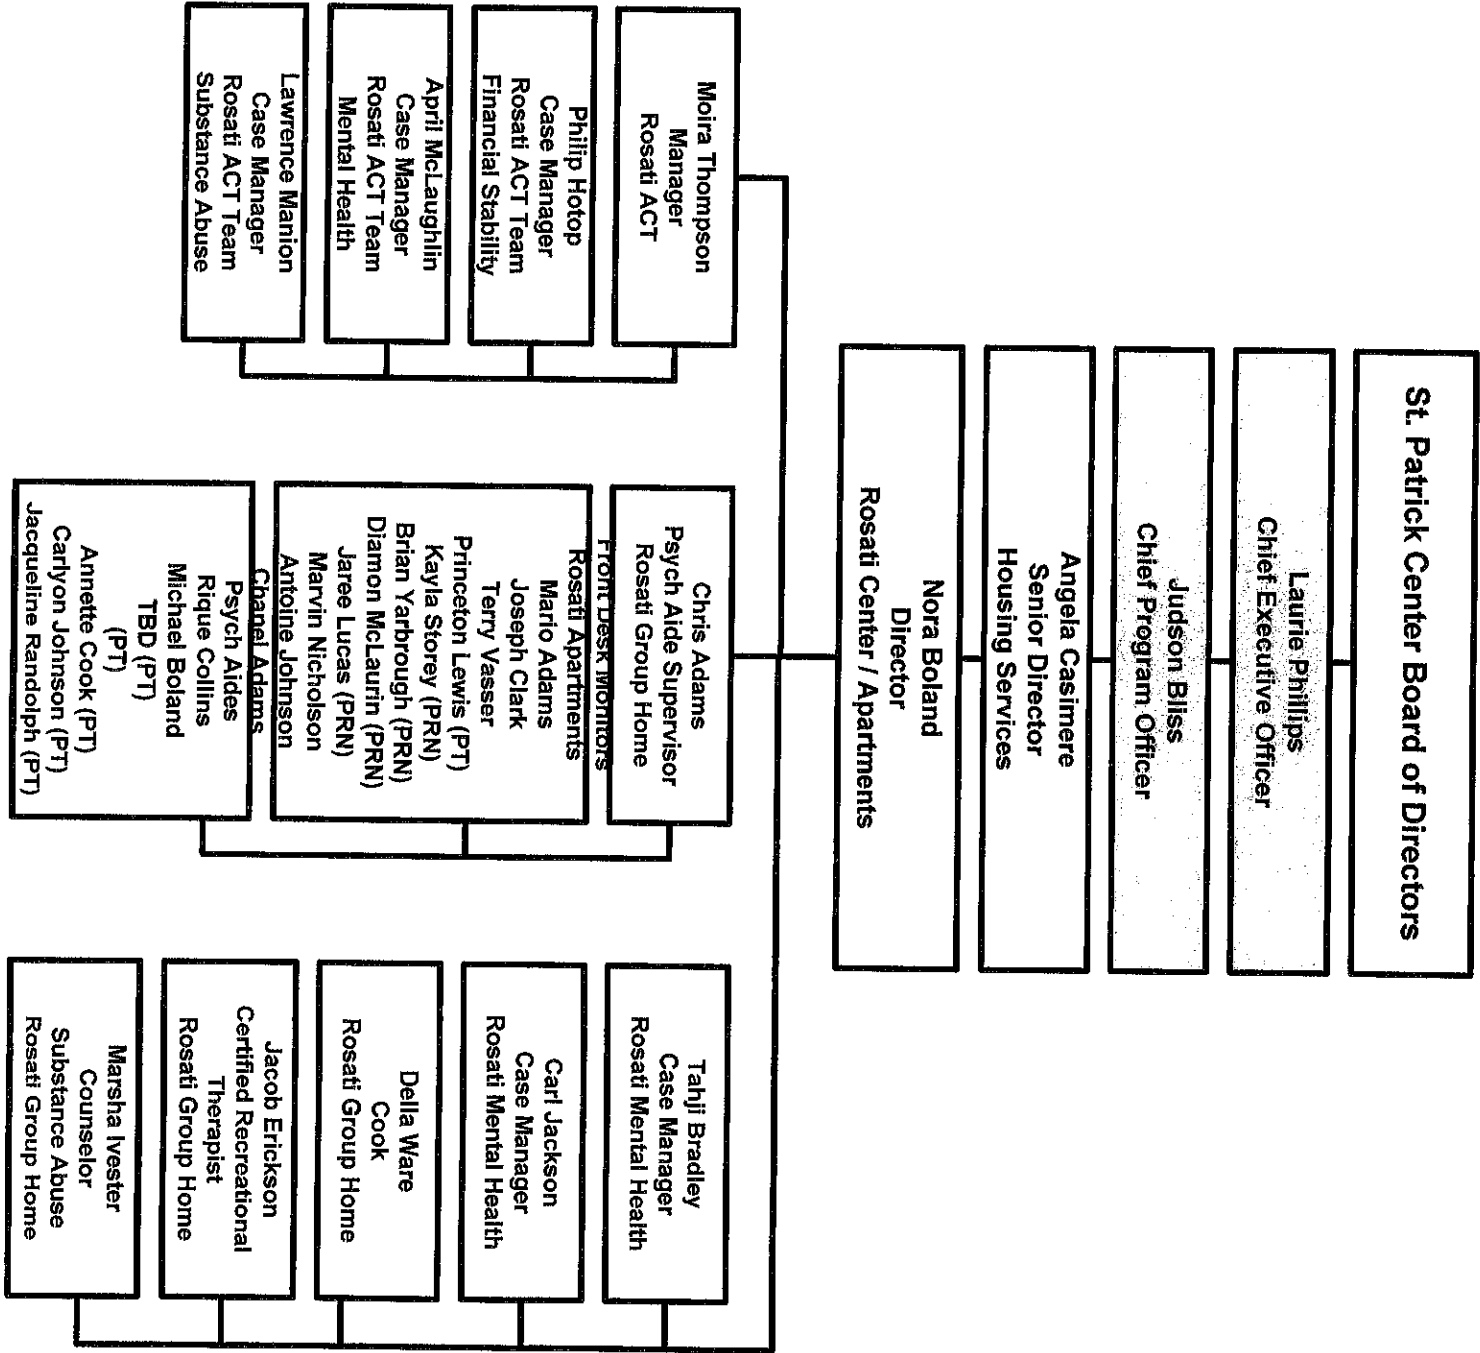 St. Patrick Center Board of Directors
Laurie Phillips
Chief Executive Officer
Judson Bliss
Chief Program Officer
Angela Casimere
Senior Director
Housing Services
Nora Boland
Director
Rosati Center / Apartments
Moira Thompson
Manager
Rosati ACT
Philip Hotop
Case Manager
Rosati ACT Team
Financial Stability
April McLaughlin
Case Manager
Rosati ACT Team
Mental Health
Lawrence Manion
Case Manager
Rosati ACT Team
Substance Abuse
Chris Adams
Psych Aide Supervisor
Rosati Group Home
Front Desk Monitors
Rosati Apartments
Mario Adams
Joseph Clark
Terry Vasser
Princeton Lewis (PT)
Kayla Storey (PRN)
Brian Yarbrough (PRN)
Diamon McLaurin (PRN)
Jaree Lucas (PRN)
Marvin Nicholson
Antoine Johnson
Chanel Adams
Psych Aides
Rique Collins
Michael Boland
TBD (PT)
(PT)
Annette Cook (PT)
Carlyon Johnson (PT)
Jacqueline Randolph (PT)
Tahji Bradley
Case Manager
Rosati Mental Health
Carl Jackson
Case Manager
Rosati Mental Health
Della Ware
Cook
Rosati Group Home
Jacob Erickson
Certified Recreational
Therapist
Rosati Group Home
Marsha Ivester
Counselor
Substance Abuse
Rosati Group Home